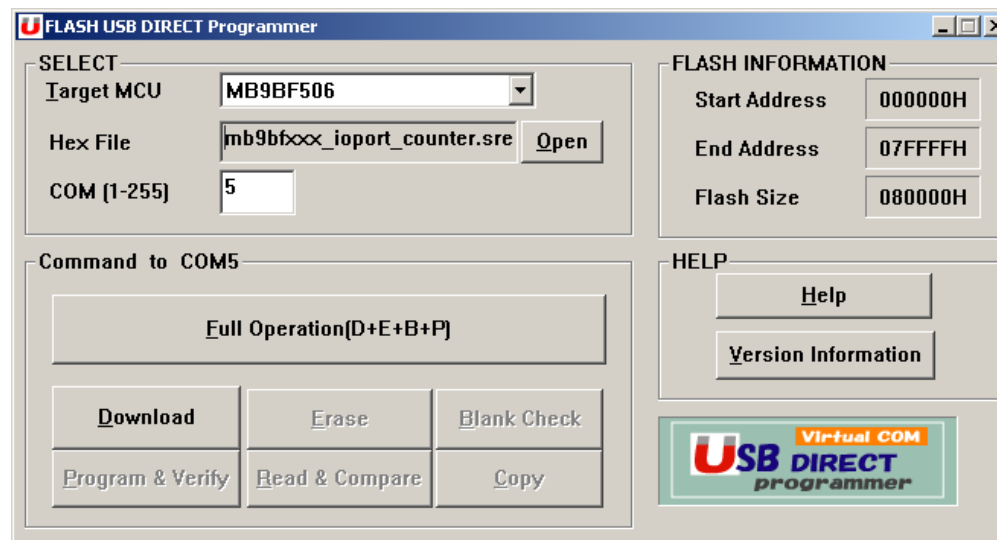 FLASH USB DIRECT Programmer
SELECT
Target MCU MB9BF506
Hex File mb9bfxxx_ioport_counter.sre Open
COM (1-255) 5
FLASH INFORMATION
Start Address 000000H
End Address 07FFFFH
Flash Size 080000H
Command to COM5
Full Operation(D+E+B+P)
Download Erase Blank Check
Program & Verify Read & Compare Copy
HELP
Help
Version Information
Virtual COM
USB DIRECT
programmer